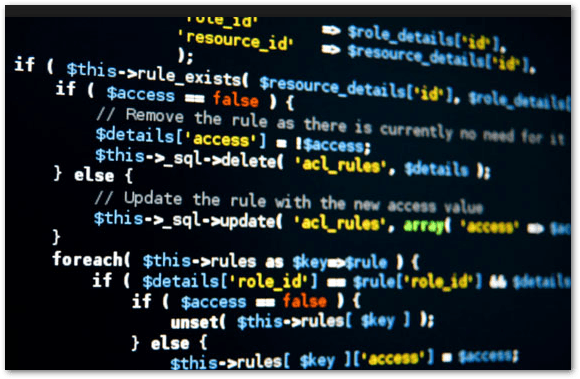 'role_id' => $role_details['id'],
'resource_id' => $resource_details['id'],
);
if ( $this->rule_exists( $resource_details['id'], $role_details[
if ( $access == false ) {
// Remove the rule as there is currently no need for it
$details['access'] = !$access;
$this->_sql->delete( 'acl_rules', $details );
} else {
// Update the rule with the new access value
$this->_sql->update( 'acl_rules', array( 'access' =>
}
foreach( $this->rules as $key=>$rule ) {
if ( $details['role_id'] == $rule['role_id'] && $details
if ( $access == false ) {
unset( $this->rules[ $key ] );
} else {
$this->rules[ $key ]['access'] = $access;